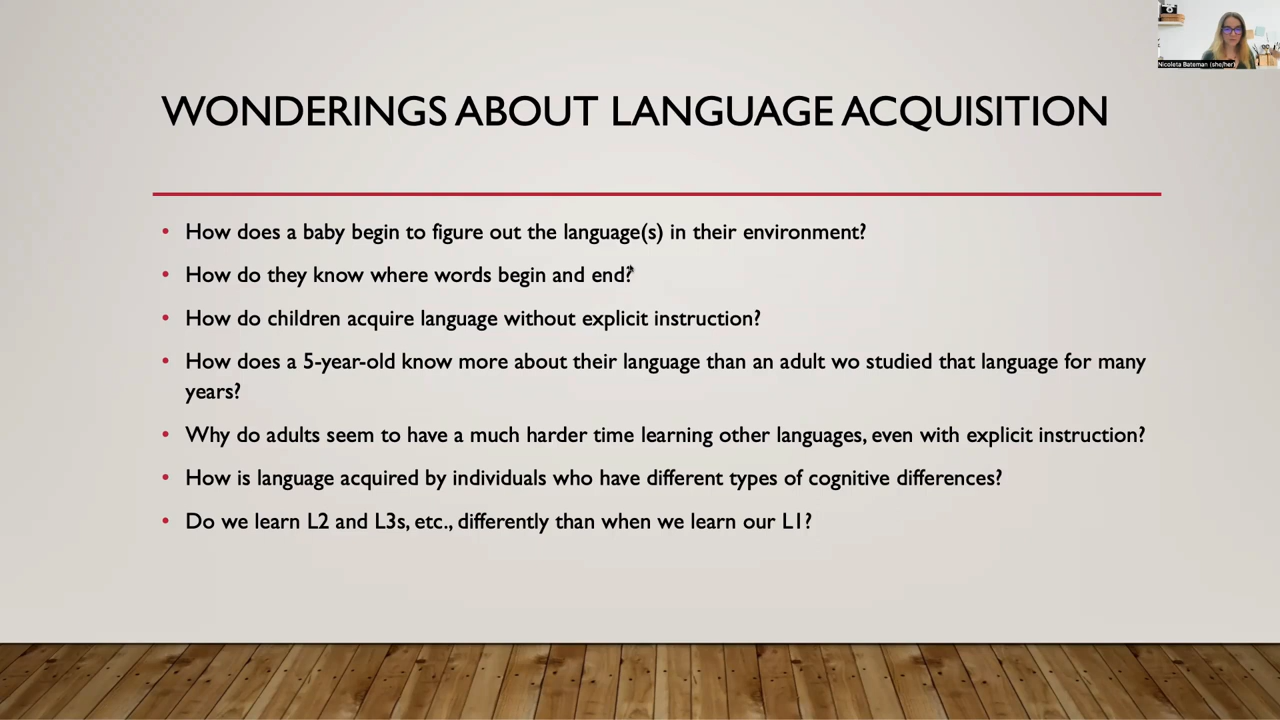 Nicoleta Bateman (she/her)
WONDERINGS ABOUT LANGUAGE ACQUISITION
• How does a baby begin to figure out the language(s) in their environment?
• How do they know where words begin and end?
• How do children acquire language without explicit instruction?
• How does a 5-year-old know more about their language than an adult wo studied that language for many
years?
• Why do adults seem to have a much harder time learning other languages, even with explicit instruction?
• How is language acquired by individuals who have different types of cognitive differences?
• Do we learn L2 and L3s, etc., differently than when we learn our L1?